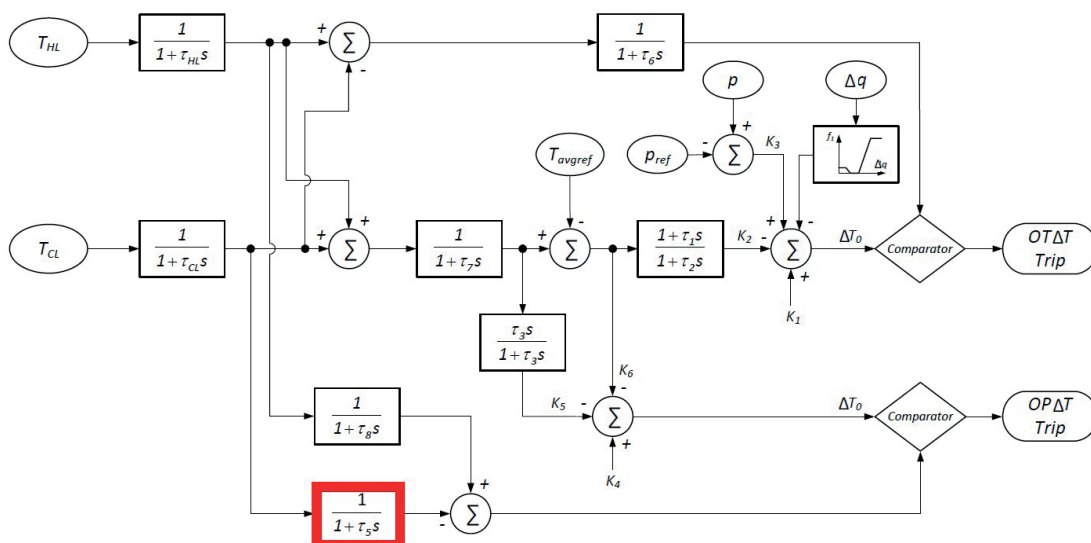 T_HL
1
1 + τ_HL s
+
Σ
-
1
1 + τ_6 s
p
Δq
+
-
Σ
K_3
p_ref
f_1
Δq
T_avgref
T_CL
1
1 + τ_CL s
+
+
Σ
1
1 + τ_7 s
-
+
Σ
1 + τ_1 s
1 + τ_2 s
K_2
+
-
-
Σ
+
K_1
ΔT_0
Comparator
OTΔT
Trip
τ_3 s
1 + τ_3 s
K_5
K_6
-
-
Σ
+
K_4
ΔT_0
Comparator
OPΔT
Trip
1
1 + τ_8 s
+
1
1 + τ_5 s
-
Σ